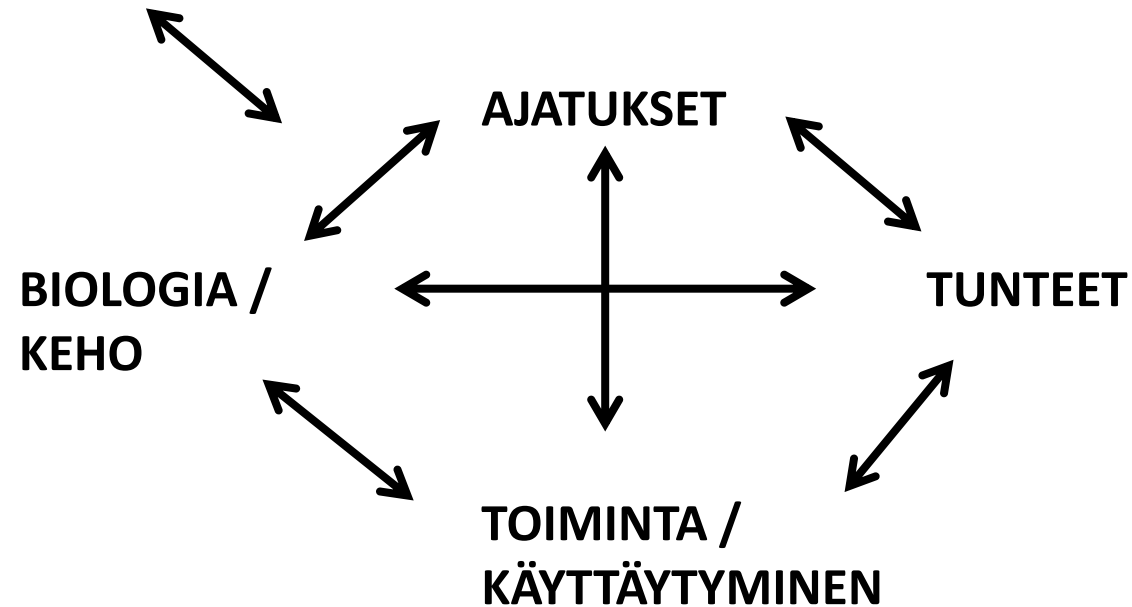 AJATUKSET
BIOLOGIA /
KEHO
TUNTEET
TOIMINTA /
KÄYTTÄYTYMINEN